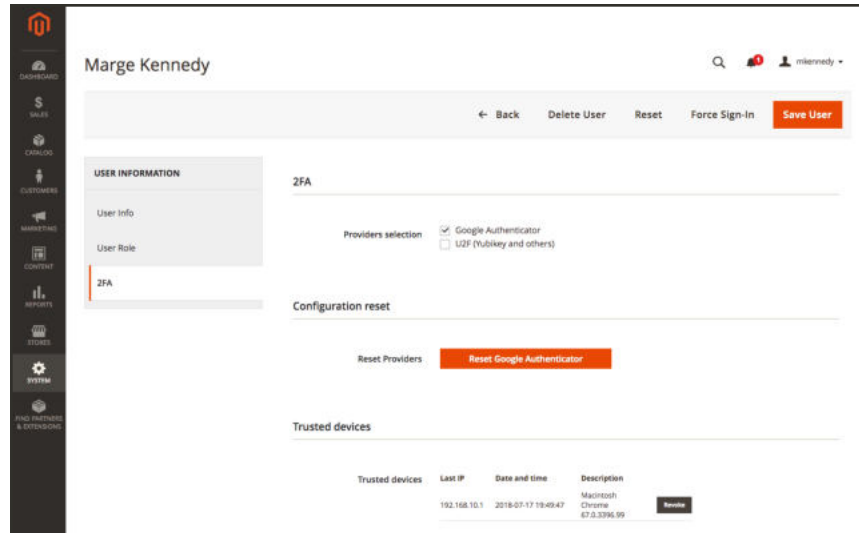 Marge Kennedy
1
mkennedy
← Back Delete User Reset Force Sign-In Save User
DASHBOARD
SALES
CATALOG
CUSTOMERS
MARKETING
CONTENT
REPORTS
STORES
SYSTEM
FIND PARTNERS
& EXTENSIONS
USER INFORMATION
User Info
User Role
2FA
2FA
Providers selection Google Authenticator
U2F (Yubikey and others)
Configuration reset
Reset Providers Reset Google Authenticator
Trusted devices
Trusted devices Last IP Date and time Description
192.168.10.1 2018-07-17 19:49:47 Macintosh
Chrome
67.0.3396.99
Revoke